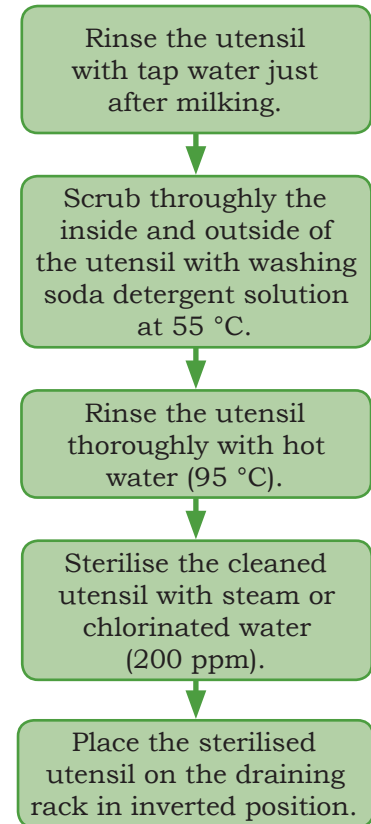 Rinse the utensil
with tap water just
after milking.
Scrub throughly the
inside and outside of
the utensil with washing
soda detergent solution
at 55 °C.
Rinse the utensil
thoroughly with hot
water (95 °C).
Sterilise the cleaned
utensil with steam or
chlorinated water
(200 ppm).
Place the sterilised
utensil on the draining
rack in inverted position.